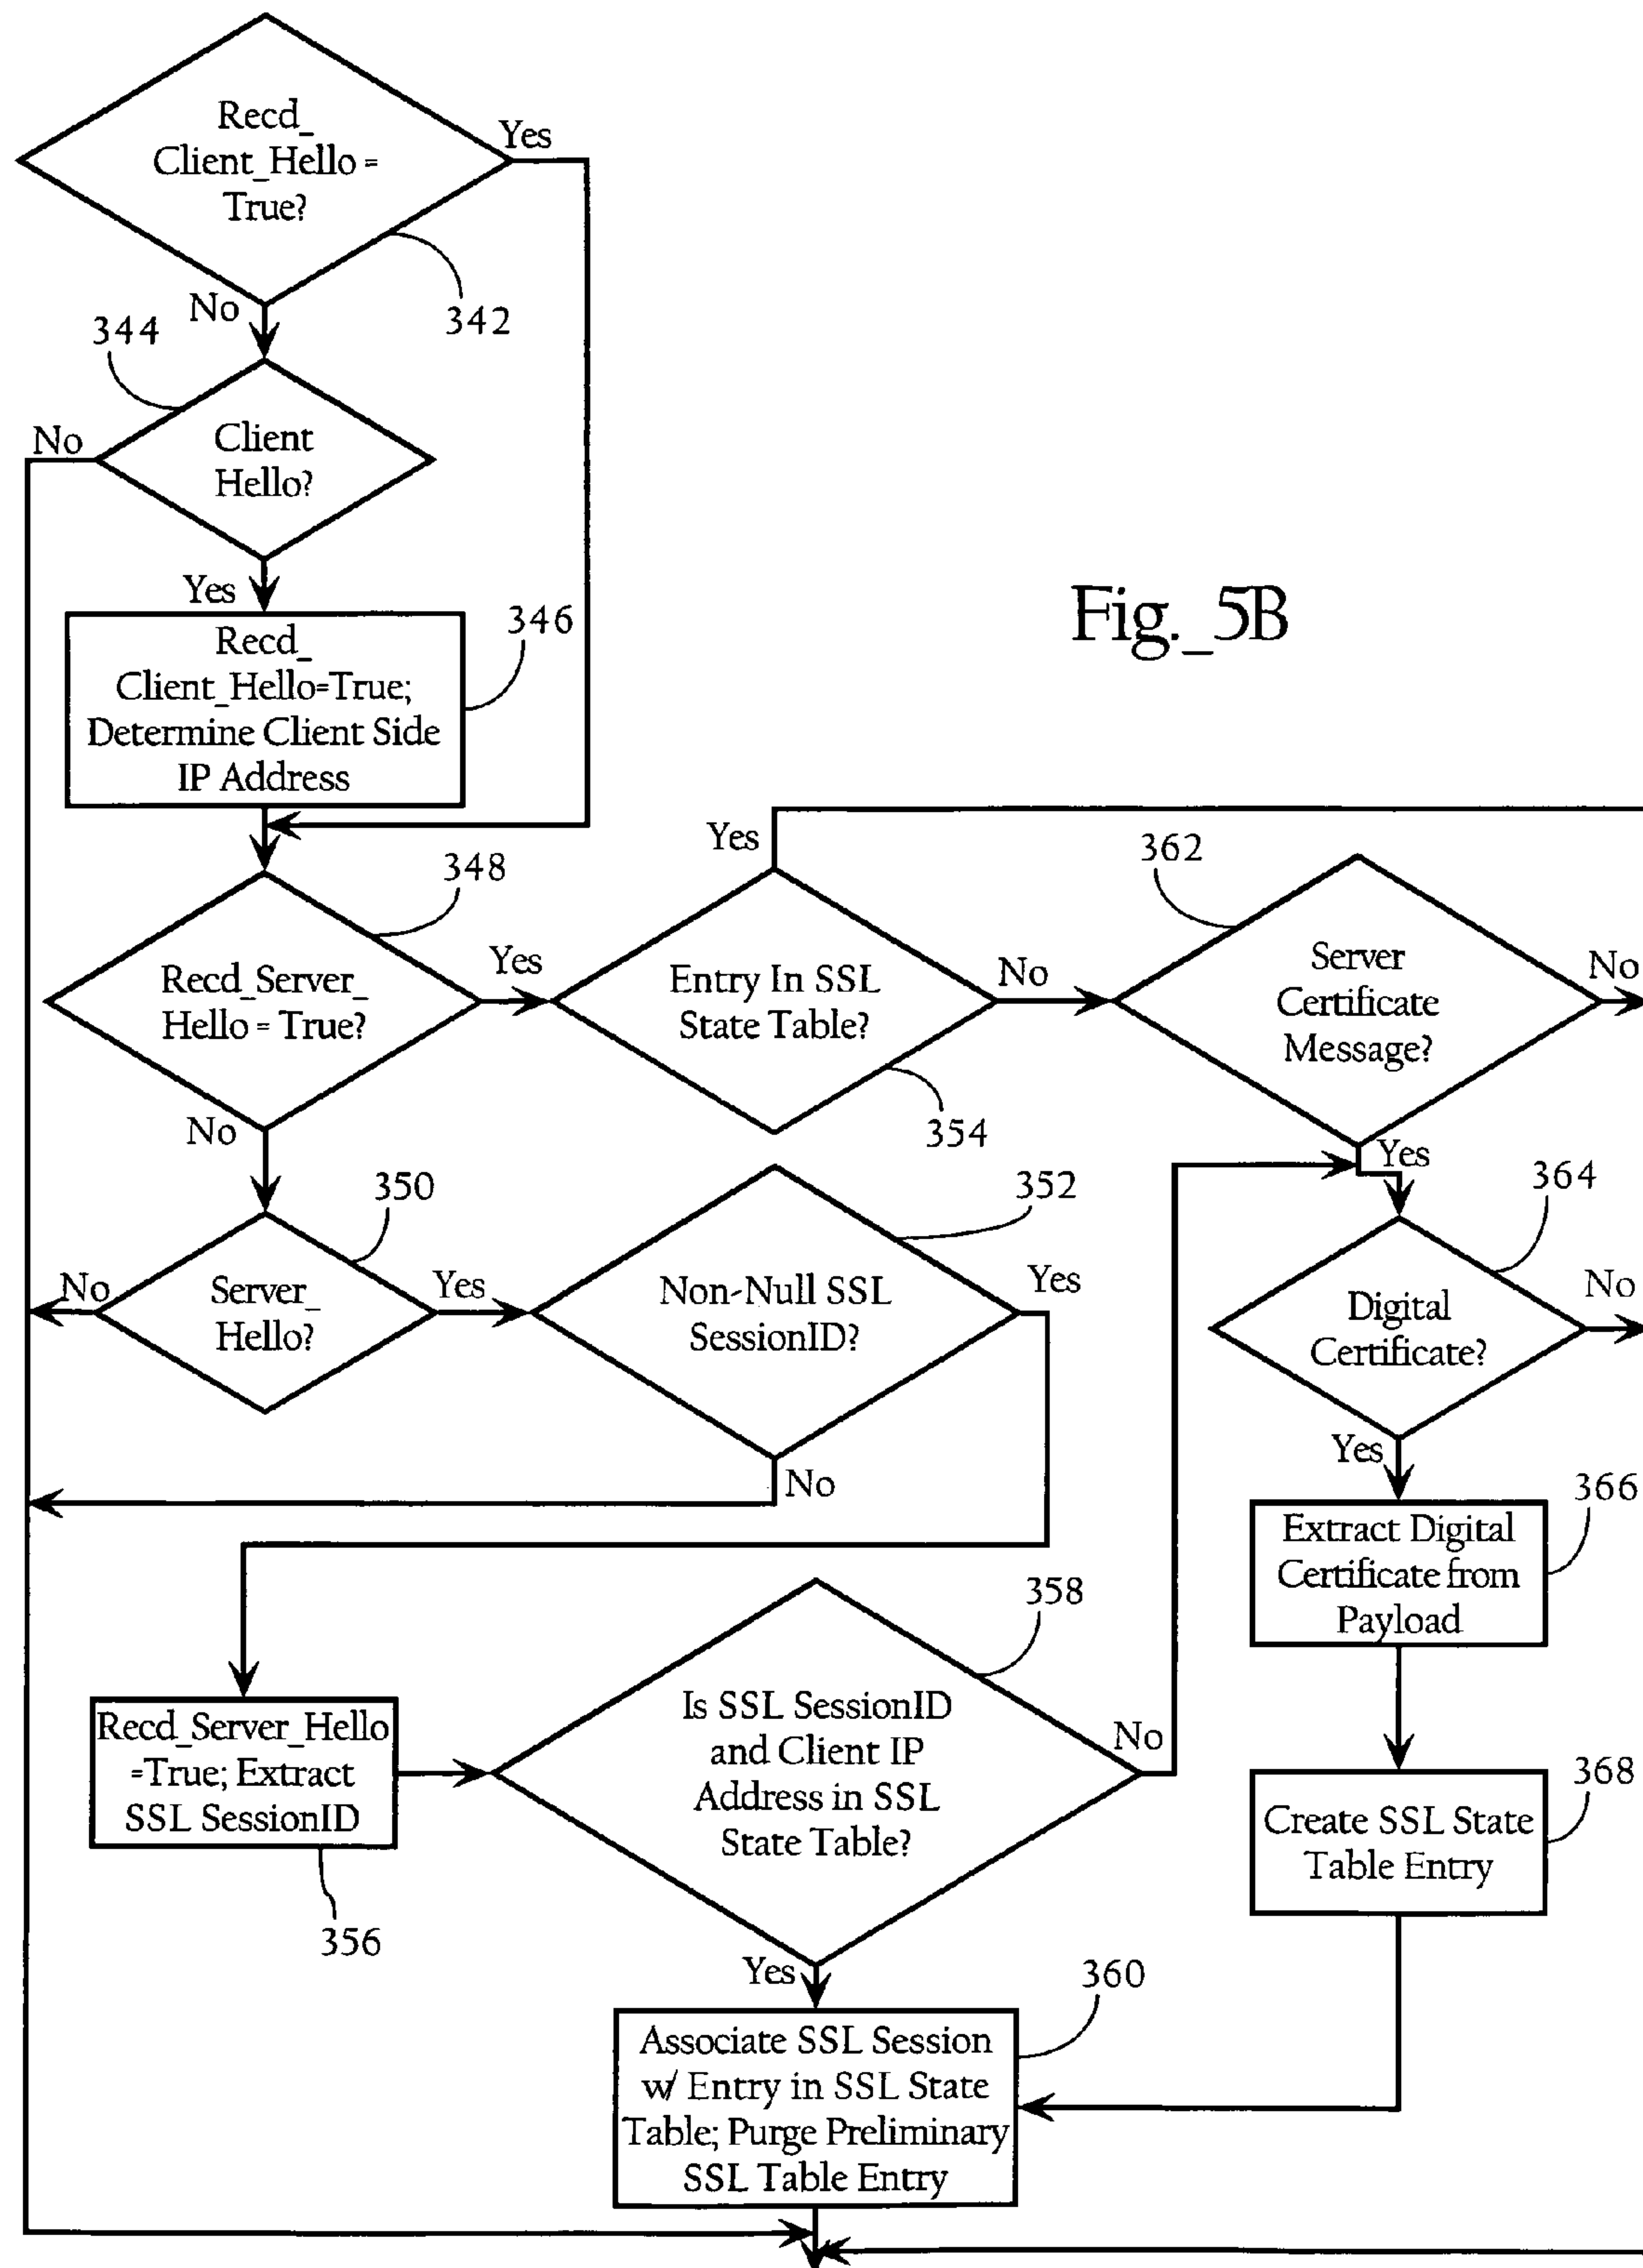 Recd_
Client_Hello =
True?
Yes
No
342
344
Client
Hello?
No
Yes
346
Recd_
Client_Hello=True;
Determine Client Side
IP Address
Fig._5B
348
Recd_Server_
Hello = True?
Yes
No
Yes
Entry In SSL
State Table?
No
354
362
Server
Certificate
Message?
No
Yes
350
Server_
Hello?
No
Yes
352
Non-Null SSL
SessionID?
Yes
No
364
Digital
Certificate?
No
Yes
366
Extract Digital
Certificate from
Payload
Recd_Server_Hello
=True; Extract
SSL SessionID
356
358
Is SSL SessionID
and Client IP
Address in SSL
State Table?
No
Yes
368
Create SSL State
Table Entry
360
Associate SSL Session
w/ Entry in SSL State
Table; Purge Preliminary
SSL Table Entry